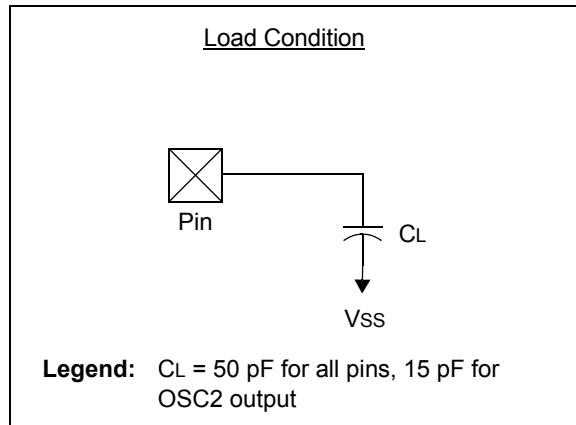 Load Condition
Pin
CL
VSS
Legend: CL = 50 pF for all pins, 15 pF for
OSC2 output